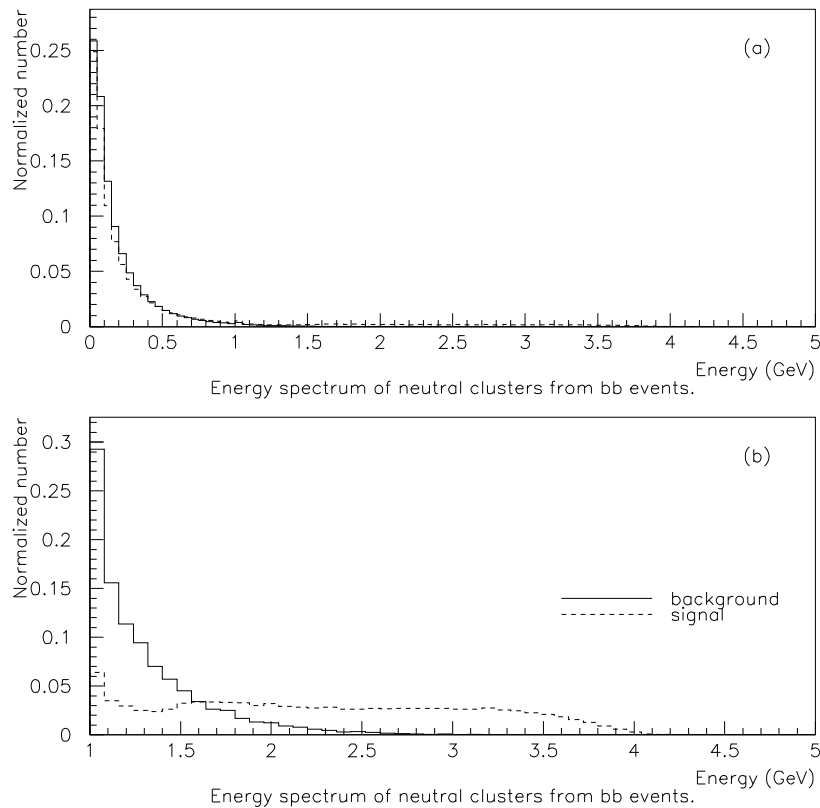 Normalized number
(a)
0.25
0.2
0.15
0.1
0.05
0
0 0.5 1 1.5 2 2.5 3 3.5 4 4.5 5
Energy (GeV)
Energy spectrum of neutral clusters from bb events.
Normalized number
(b)
0.3
0.25
0.2
0.15
0.1
0.05
0
background
signal
1 1.5 2 2.5 3 3.5 4 4.5 5
Energy (GeV)
Energy spectrum of neutral clusters from bb events.